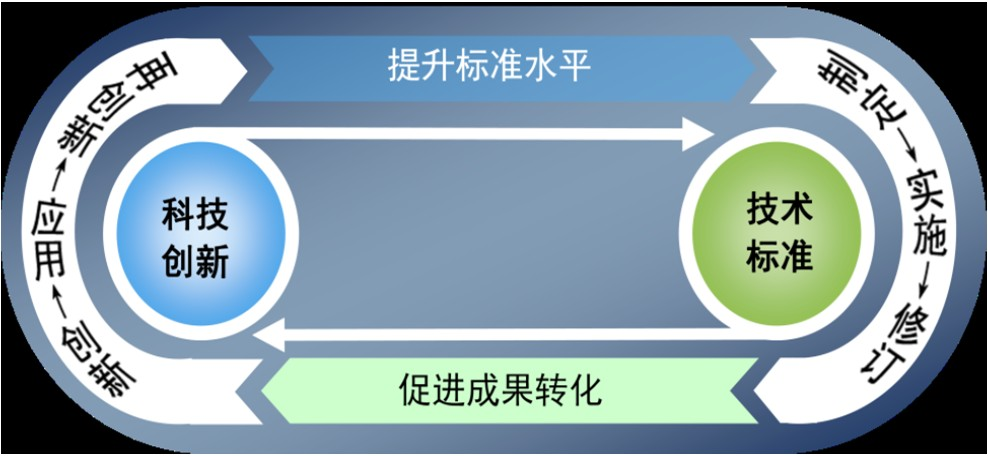 提升标准水平
创新→应用→再创新
制定→实施→修订
科技
创新
技术
标准
促进成果转化